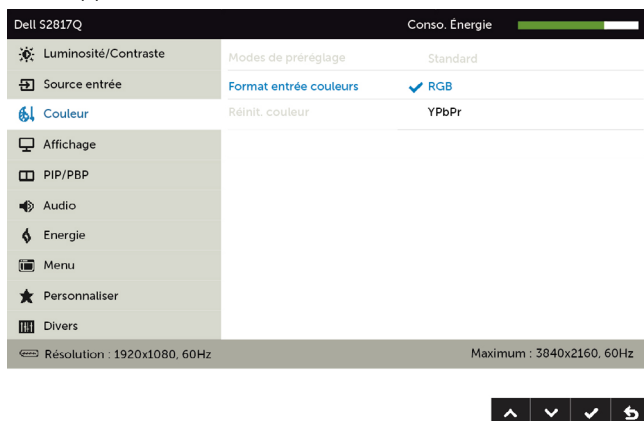 Dell S2817Q Conso. Énergie
Luminosité/Contraste Modes de préréglage Standard
Source entrée Format entrée couleurs RGB
Couleur Réinit. couleur YPbPr
Affichage
PIP/PBP
Audio
Energie
Menu
Personnaliser
Divers
Résolution : 1920x1080, 60Hz Maximum : 3840x2160, 60Hz